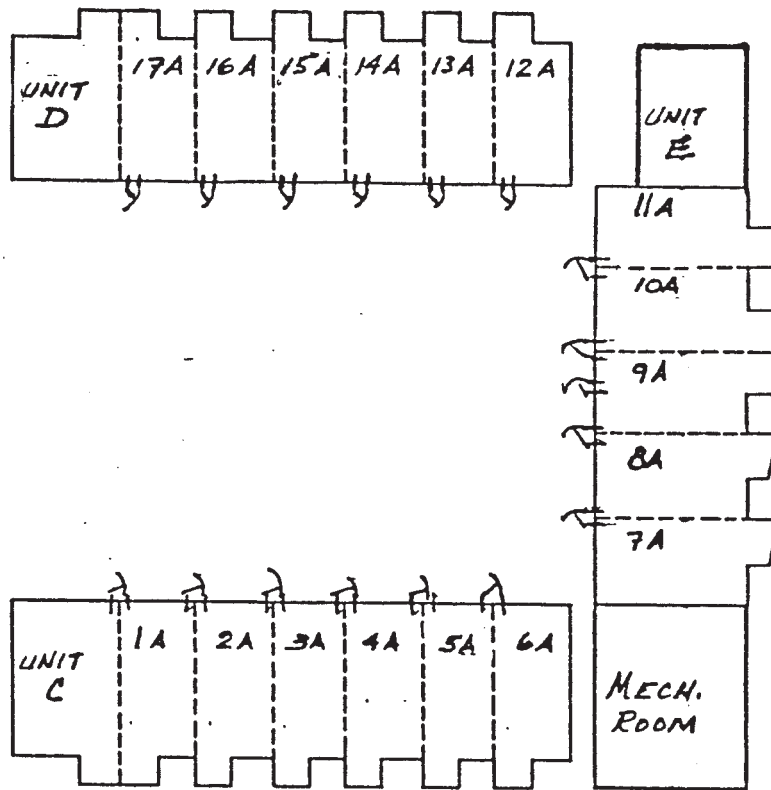 UNIT
D
17A 16A 15A 14A 13A 12A
UNIT
E
11A
10A
9A
8A
7A
UNIT
C
1A 2A 3A 4A 5A 6A
MECH.
ROOM